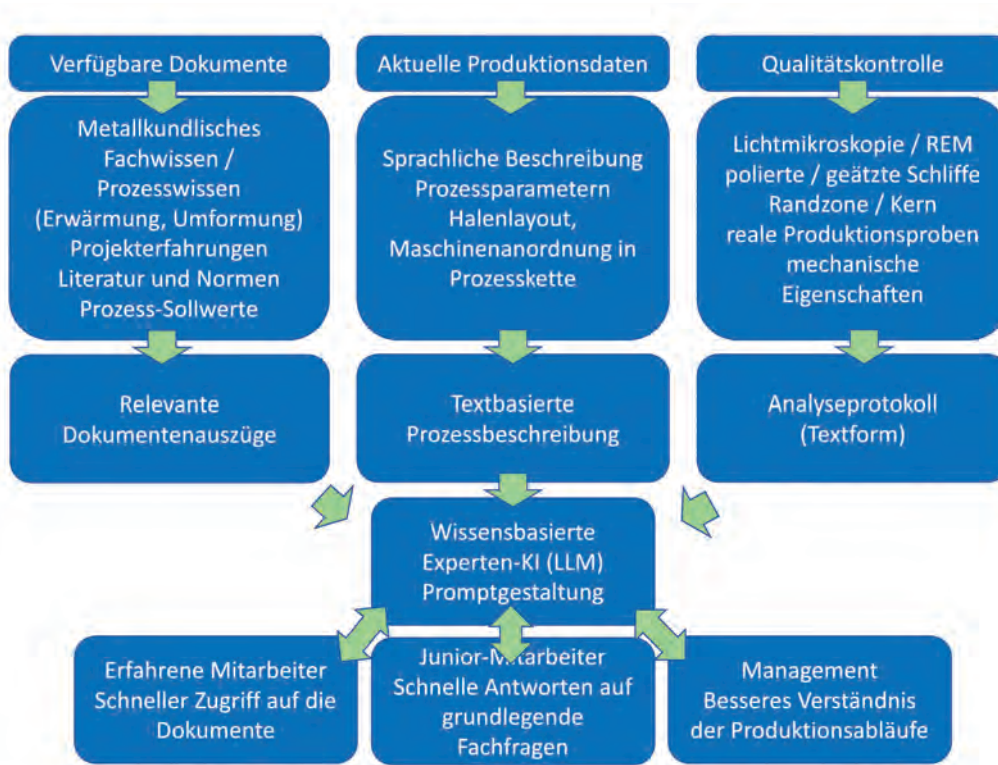 Verfügbare Dokumente
Aktuelle Produktionsdaten
Qualitätskontrolle
Metallkundlisches
Fachwissen /
Prozesswissen
(Erwärmung, Umformung)
Projekterfahrungen
Literatur und Normen
Prozess-Sollwerte
Sprachliche Beschreibung
Prozessparametern
Halenlayout,
Maschinenanordnung in
Prozesskette
Lichtmikroskopie / REM
polierte / geätzte Schliffe
Randzone / Kern
reale Produktionsproben
mechanische
Eigenschaften
Relevante
Dokumentenauszüge
Textbasierte
Prozessbeschreibung
Analyseprotokoll
(Textform)
Wissensbasierte
Experten-KI (LLM)
Promptgestaltung
Erfahrene Mitarbeiter
Schneller Zugriff auf die
Dokumente
Junior-Mitarbeiter
Schnelle Antworten auf
grundlegende
Fachfragen
Management
Besseres Verständnis
der Produktionsabläufe